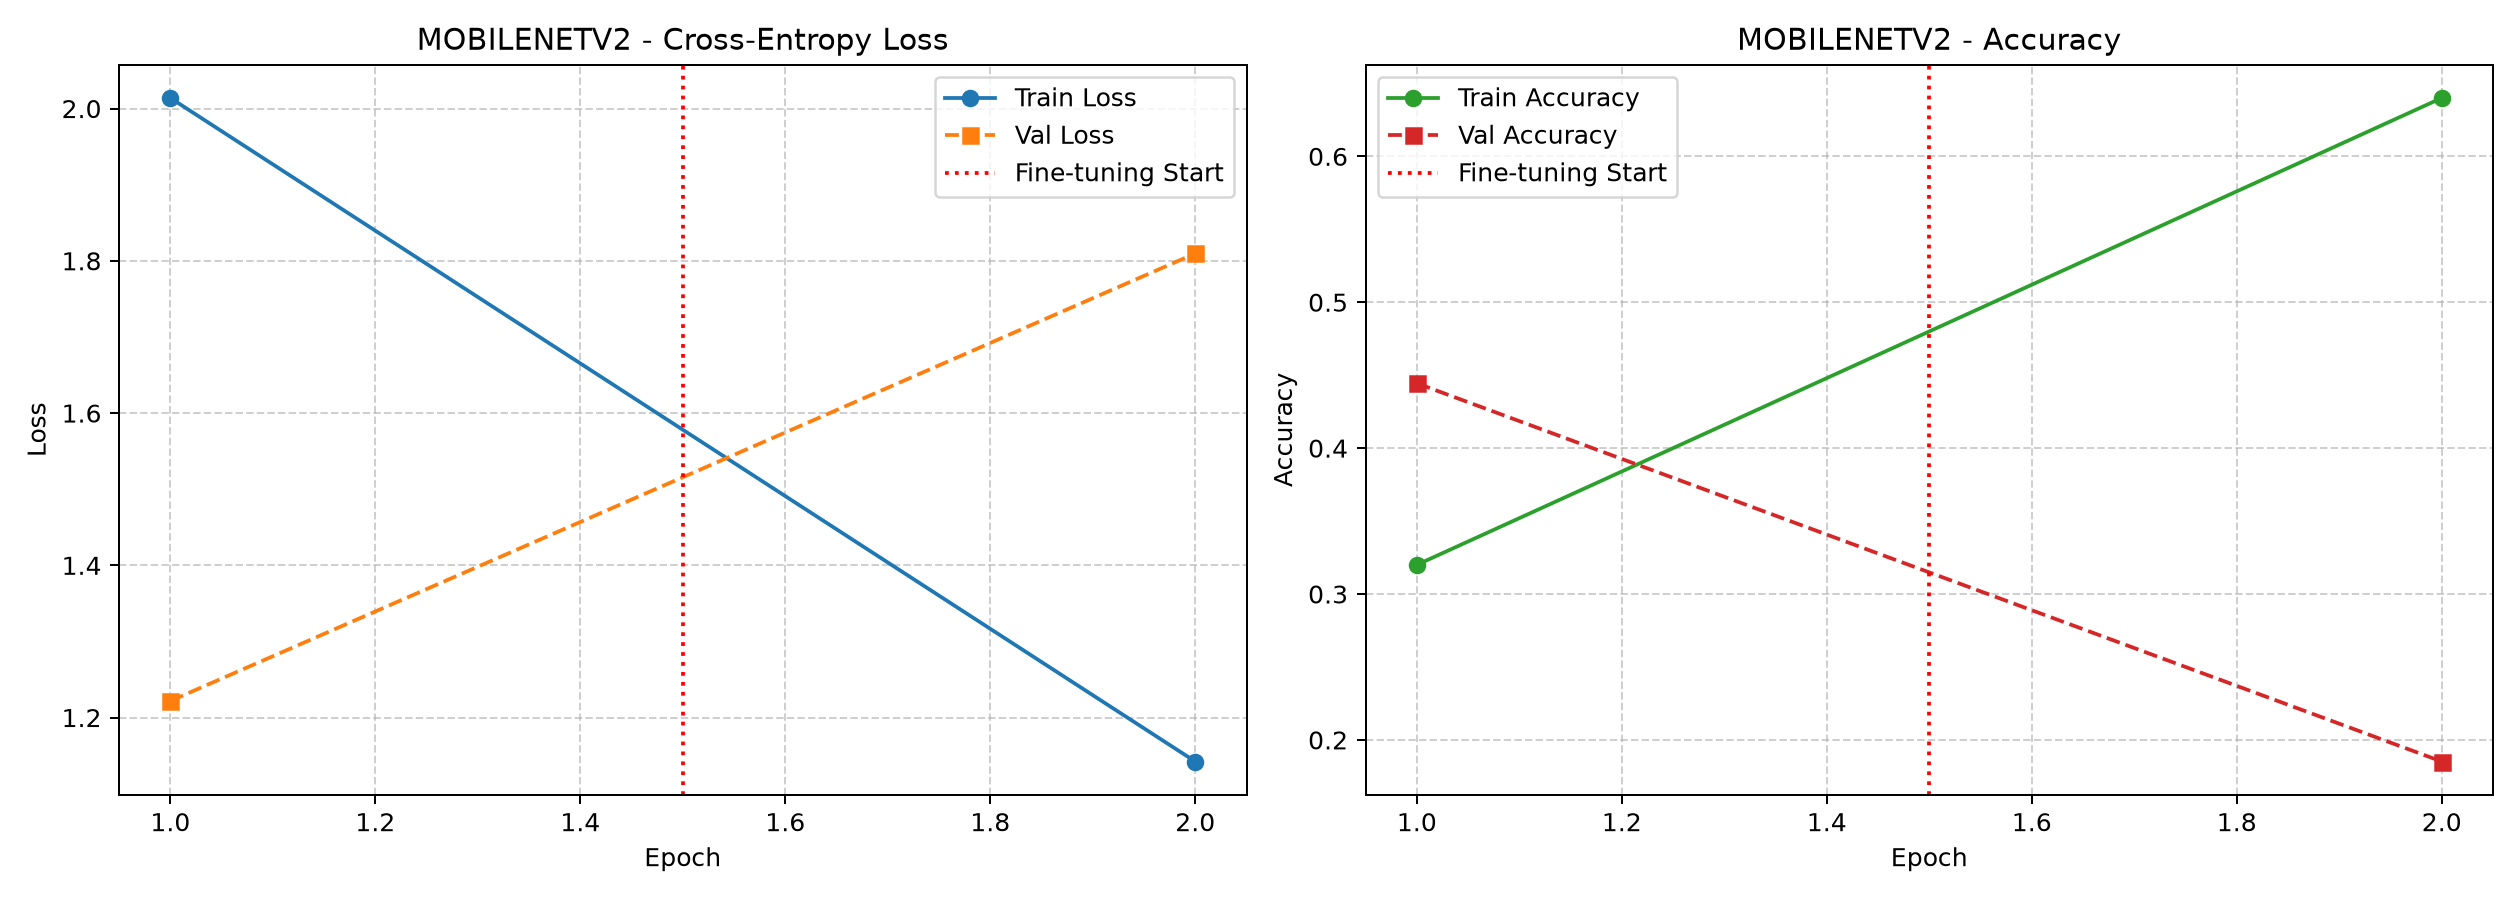 MOBILENETV2 - Cross-Entropy Loss
Train Loss
Val Loss
Fine-tuning Start
2.0
1.8
1.6
1.4
1.2
Loss
1.0 1.2 1.4 1.6 1.8 2.0
Epoch
MOBILENETV2 - Accuracy
Train Accuracy
Val Accuracy
Fine-tuning Start
0.6
0.5
0.4
0.3
0.2
Accuracy
1.0 1.2 1.4 1.6 1.8 2.0
Epoch